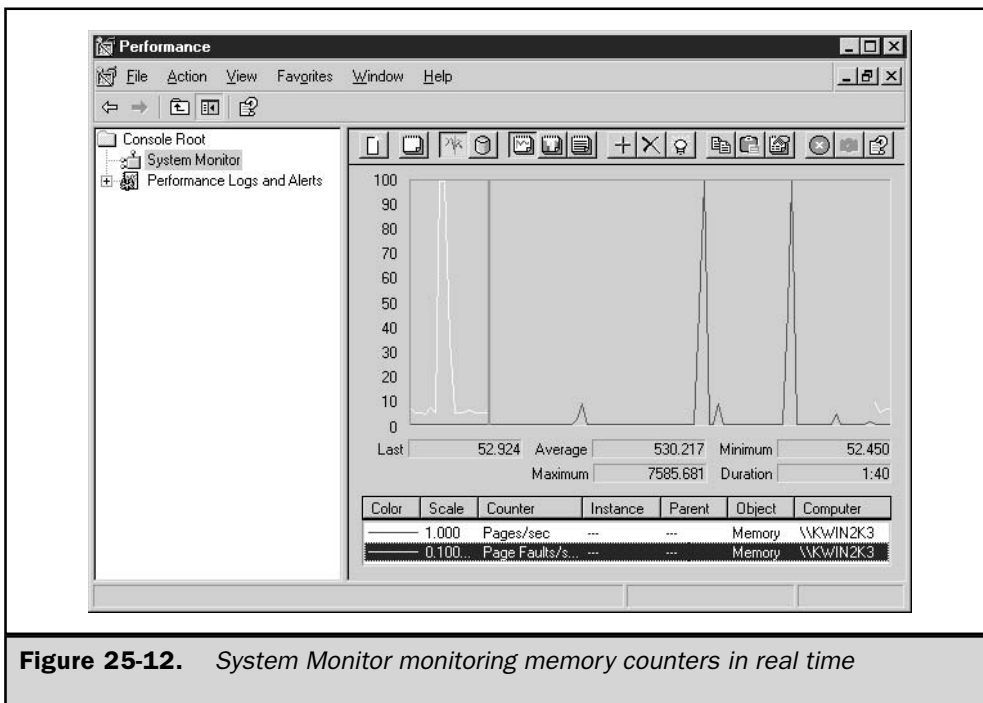 Performance
File Action View Favorites Window Help
Console Root
System Monitor
Performance Logs and Alerts
100
90
80
70
60
50
40
30
20
10
0
Last 52.924 Average 530.217 Minimum 52.450
Maximum 7585.681 Duration 1:40
Color Scale Counter Instance Parent Object Computer
1.000 Pages/sec --- --- Memory \\KWIN2K3
0.100... Page Faults/s... --- --- Memory \\KWIN2K3
Figure 25-12. System Monitor monitoring memory counters in real time